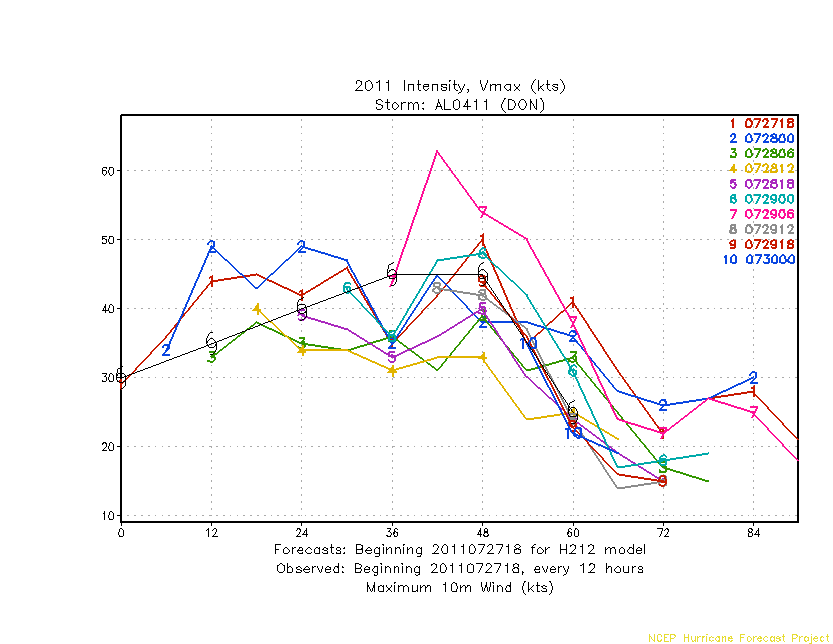 2011 Intensity, Vmax (kts)
Storm: AL0411 (DON)
1 072718
2 072800
3 072806
4 072812
5 072818
6 072900
7 072906
8 072912
9 072918
10 073000
60
50
40
30
20
10
0 12 24 36 48 60 72 84
Forecasts: Beginning 2011072718 for H212 model
Observed: Beginning 2011072718, every 12 hours
Maximum 10m Wind (kts)
NCEP Hurricane Forecast Project